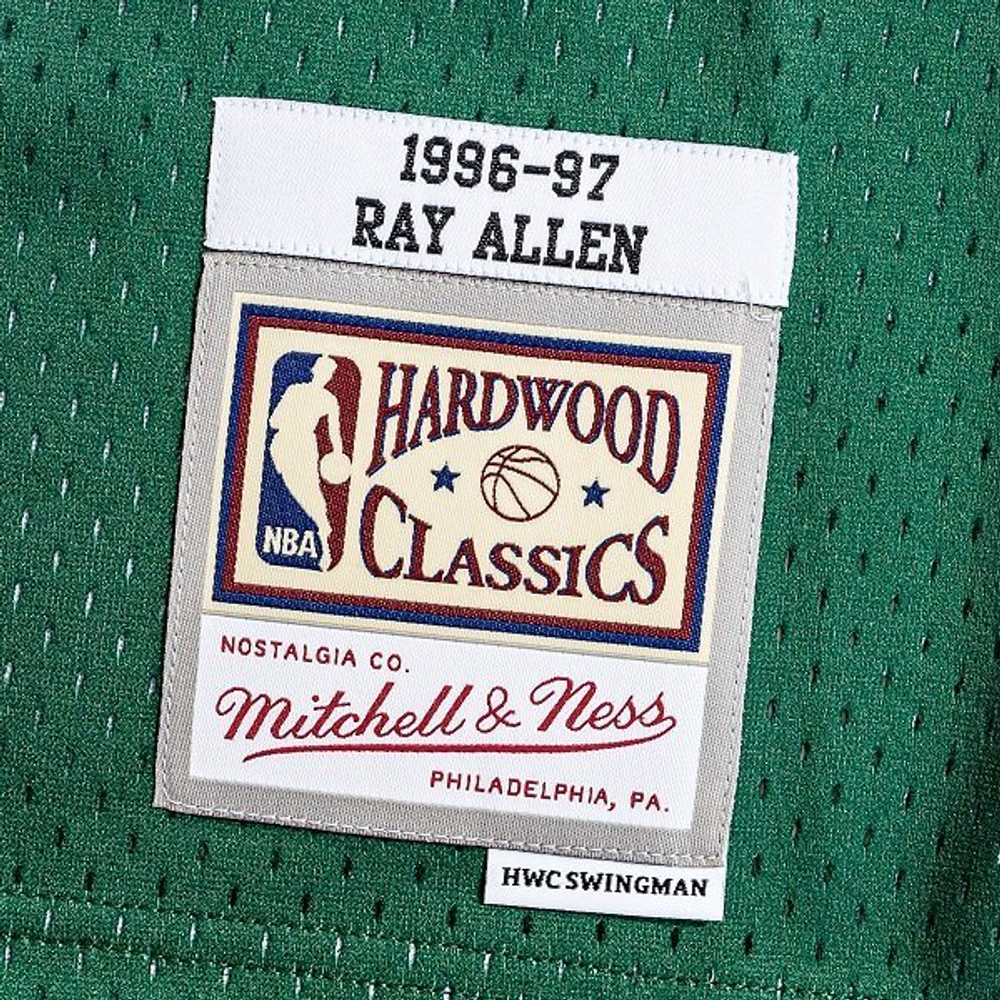 1996-97
RAY ALLEN
HARDWOOD
CLASSICS
NBA
NOSTALGIA CO.
Mitchell & Ness
PHILADELPHIA, PA.
HWC SWINGMAN